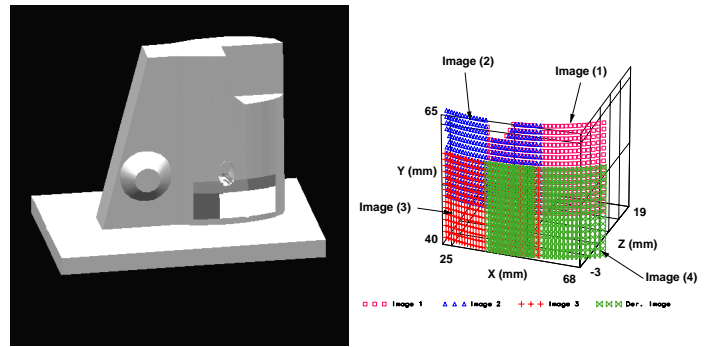 Image (2)
Image (1)
65
Y (mm)
Image (3)
19
Z (mm)
40
25
X (mm)
68
-3
Image (4)
Image 1 Image 2 Image 3 Der. Image